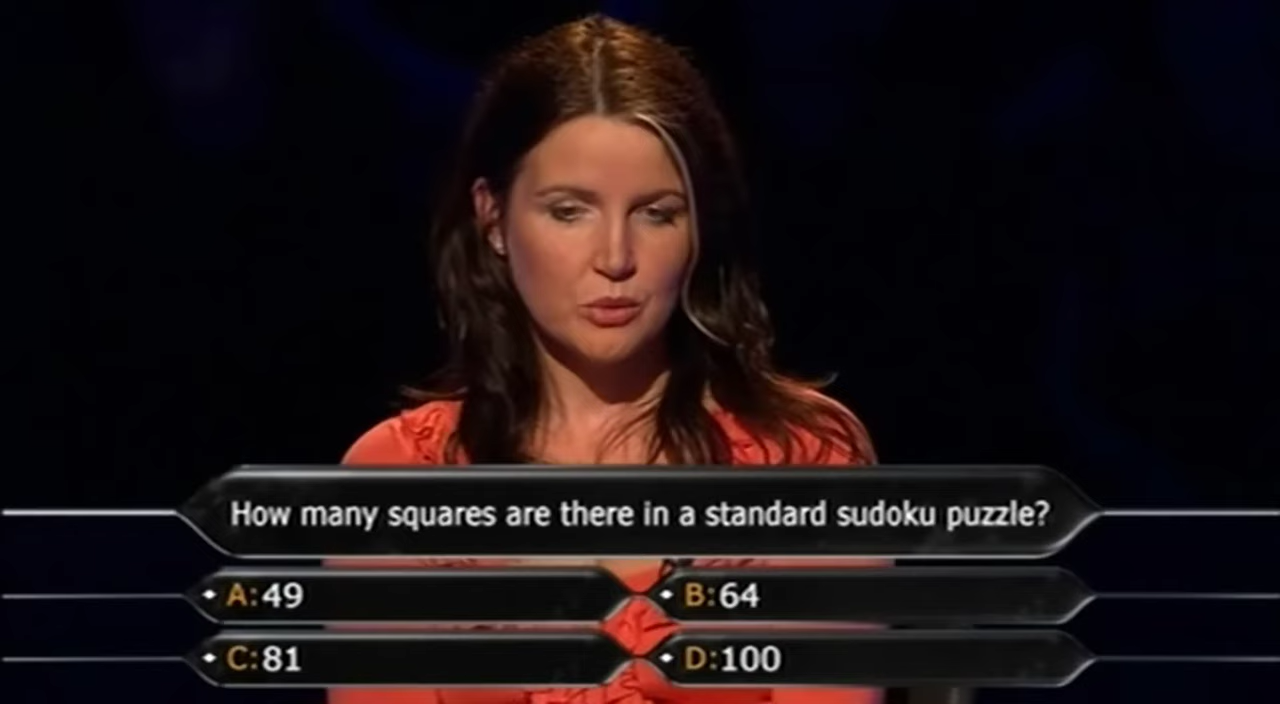 How many squares are there in a standard sudoku puzzle?
A: 49
B: 64
C: 81
D: 100